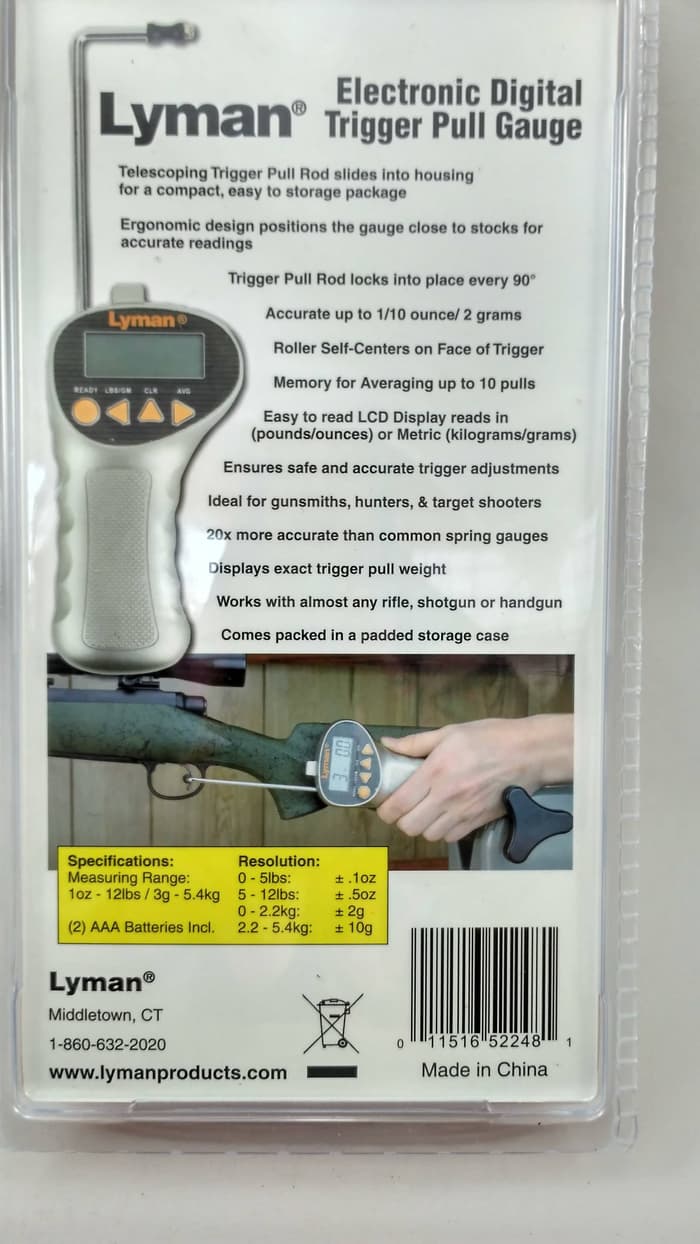 Lyman® Electronic Digital
Trigger Pull Gauge
Telescoping Trigger Pull Rod slides into housing
for a compact, easy to storage package
Ergonomic design positions the gauge close to stocks for
accurate readings
Trigger Pull Rod locks into place every 90°
Accurate up to 1/10 ounce/ 2 grams
Roller Self-Centers on Face of Trigger
Memory for Averaging up to 10 pulls
Easy to read LCD Display reads in
(pounds/ounces) or Metric (kilograms/grams)
Ensures safe and accurate trigger adjustments
Ideal for gunsmiths, hunters, & target shooters
20x more accurate than common spring gauges
Displays exact trigger pull weight
Works with almost any rifle, shotgun or handgun
Comes packed in a padded storage case
Lyman®
READY LBS/GM CLR AVG
Lyman
Specifications: Resolution:
Measuring Range: 0 - 5lbs: ± .1oz
1oz - 12lbs / 3g - 5.4kg 5 - 12lbs: ± .5oz
0 - 2.2kg: ± 2g
(2) AAA Batteries Incl. 2.2 - 5.4kg: ± 10g
Lyman®
Middletown, CT
1-860-632-2020
www.lymanproducts.com
0 11516 52248 1
Made in China